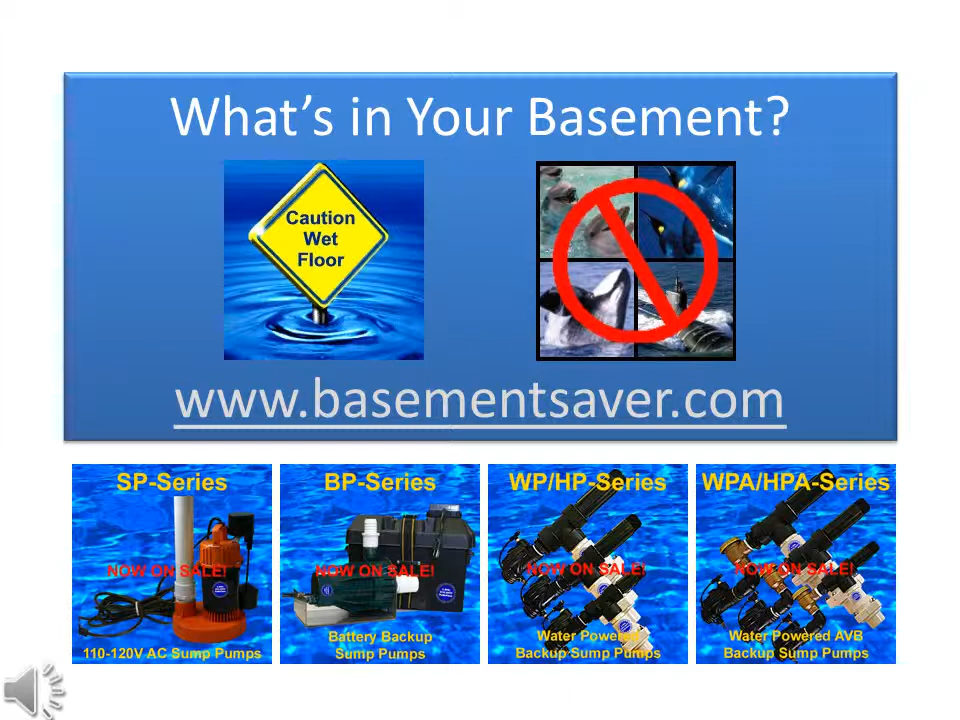 What's in Your Basement?
Caution
Wet
Floor
www.basementsaver.com
SP-Series
NOW ON SALE!
110-120V AC Sump Pumps
BP-Series
NOW ON SALE!
Battery Backup
Sump Pumps
WP/HP-Series
NOW ON SALE!
Water Powered
Backup Sump Pumps
WPA/HPA-Series
NOW ON SALE!
Water Powered AVB
Backup Sump Pumps